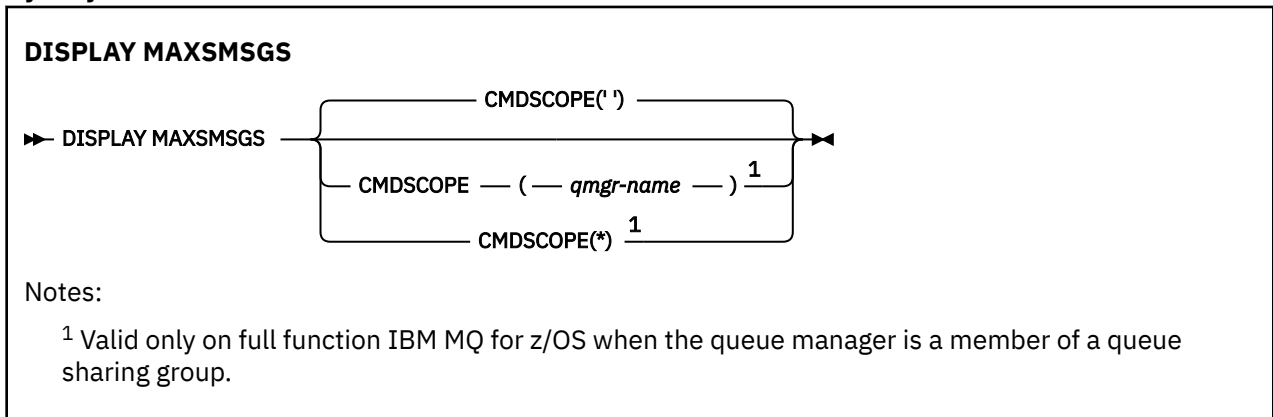 DISPLAY MAXSMSGS
CMDSCOPE(' ')
DISPLAY MAXSMSGS
CMDSCOPE ( qmgr-name ) 1
CMDSCOPE(*) 1
Notes:
1 Valid only on full function IBM MQ for z/OS when the queue manager is a member of a queue
sharing group.